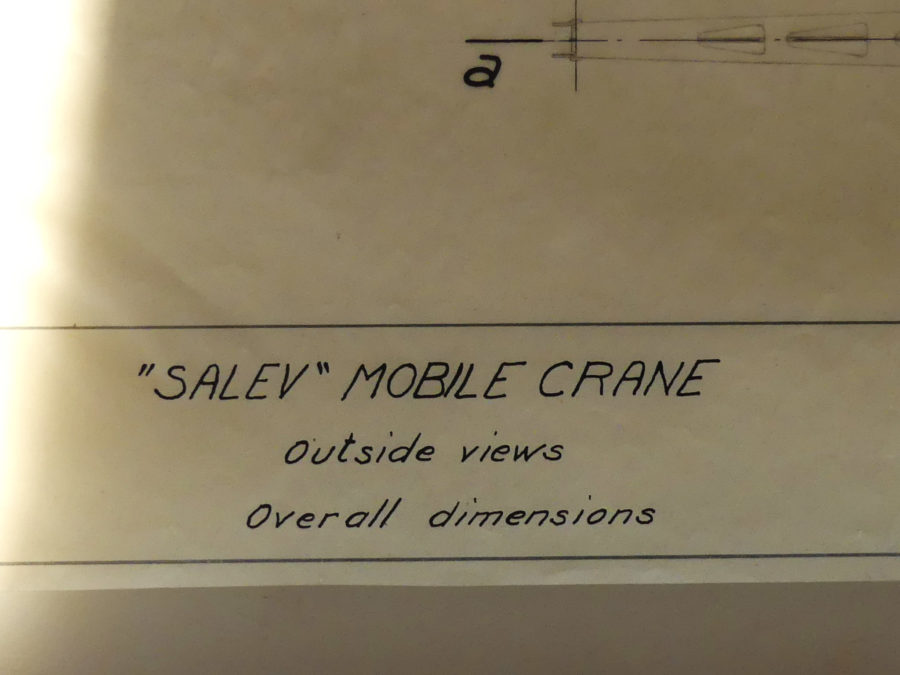 a
"SALEV" MOBILE CRANE
Outside views
Overall dimensions